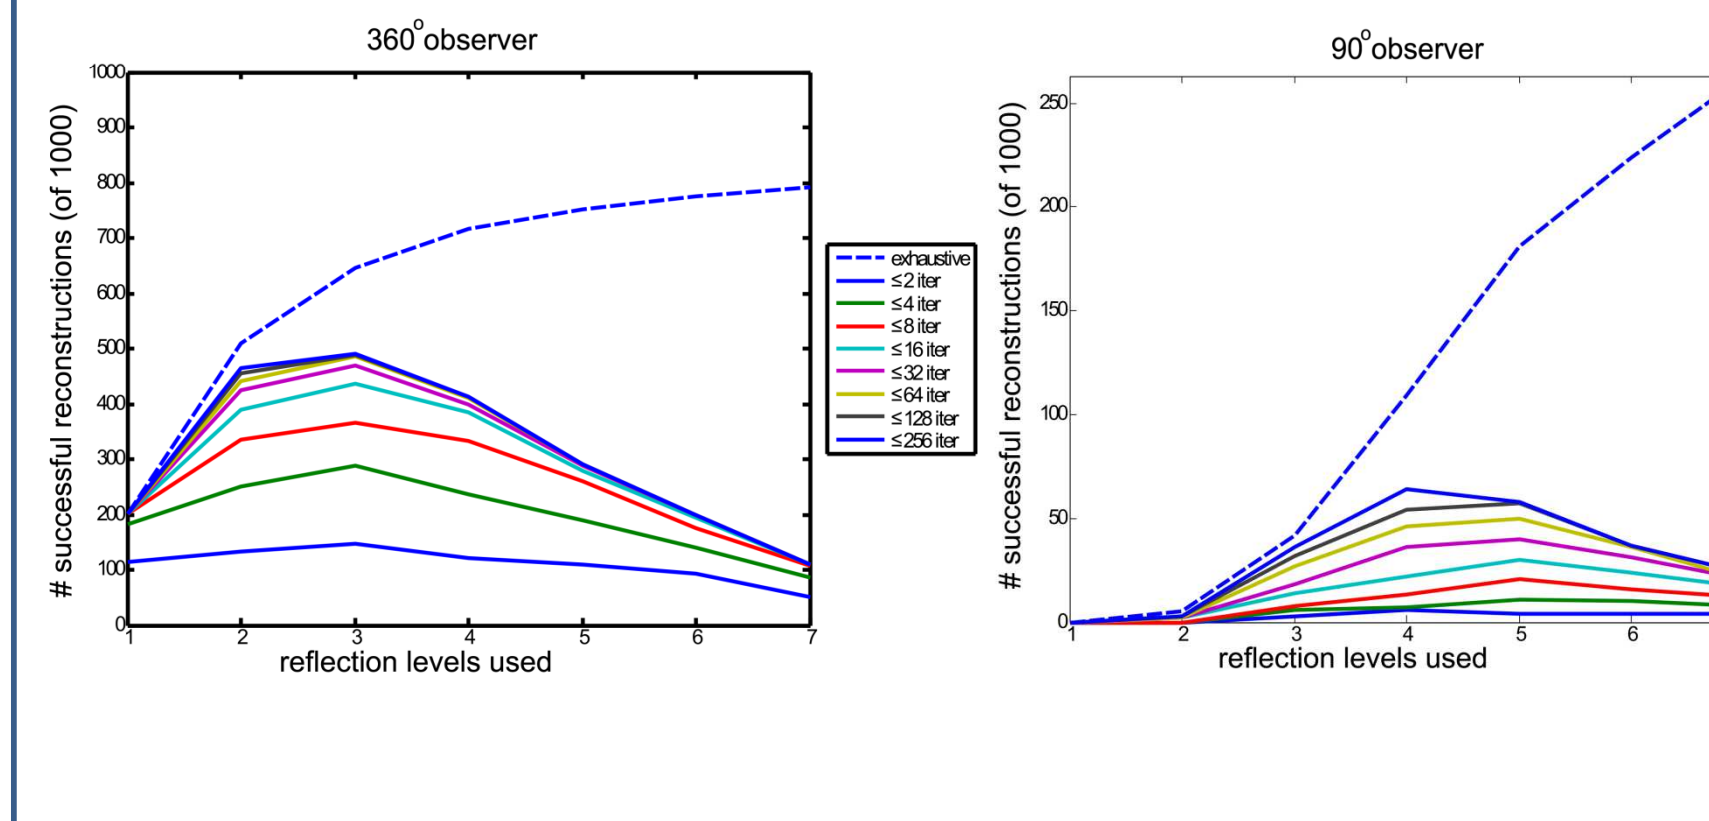 360° observer
# successful reconstructions (of 1000)
1000
900
800
700
600
500
400
300
200
100
0
1 2 3 4 5 6 7
reflection levels used
exhaustive
≤2 iter
≤4 iter
≤8 iter
≤16 iter
≤32 iter
≤64 iter
≤128 iter
≤256 iter
90° observer
# successful reconstructions (of 1000)
250
200
150
100
50
0
1 2 3 4 5 6
reflection levels used